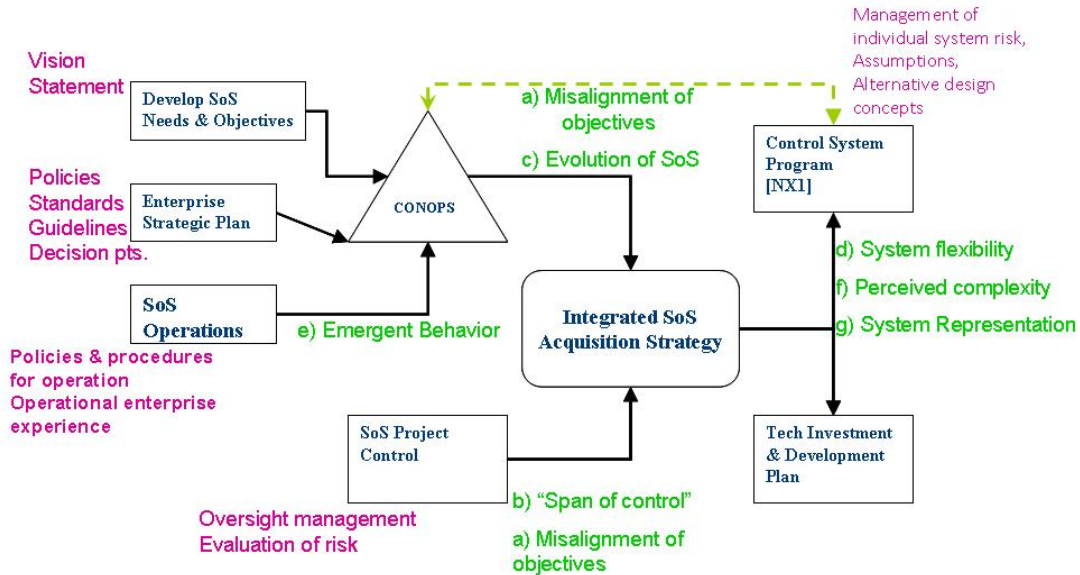 Vision
Statement
Develop SoS
Needs & Objectives
Policies
Standards
Guidelines
Decision pts.
Enterprise
Strategic Plan
SoS
Operations
Policies & procedures
for operation
Operational enterprise
experience
CONOPS
e) Emergent Behavior
a) Misalignment of
objectives
c) Evolution of SoS
Management of
individual system risk,
Assumptions,
Alternative design
concepts
Control System
Program
[NX1]
d) System flexibility
f) Perceived complexity
g) System Representation
Integrated SoS
Acquisition Strategy
SoS Project
Control
Oversight management
Evaluation of risk
b) “Span of control”
a) Misalignment of
objectives
Tech Investment
& Development
Plan